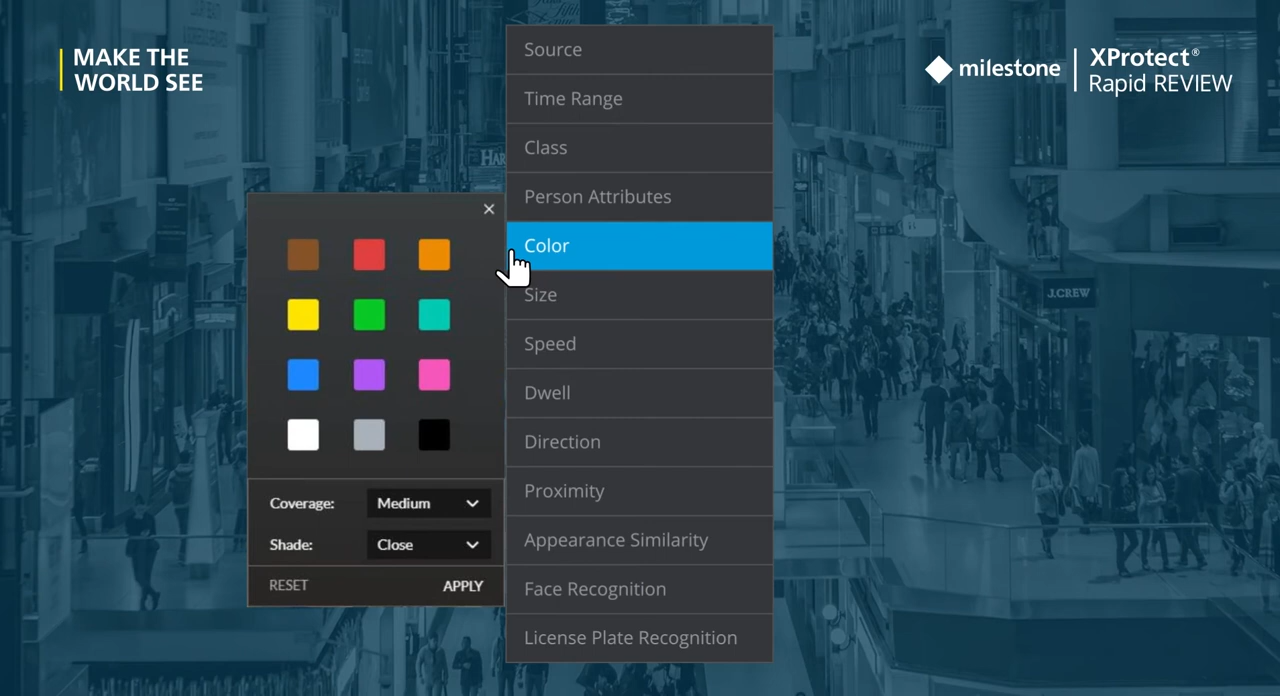 MAKE THE
WORLD SEE
milestone
XProtect®
Rapid REVIEW
Source
Time Range
Class
Person Attributes
Color
Size
Speed
Dwell
Direction
Proximity
Appearance Similarity
Face Recognition
License Plate Recognition
×
Coverage: Medium
Shade: Close
RESET APPLY
J.CREW